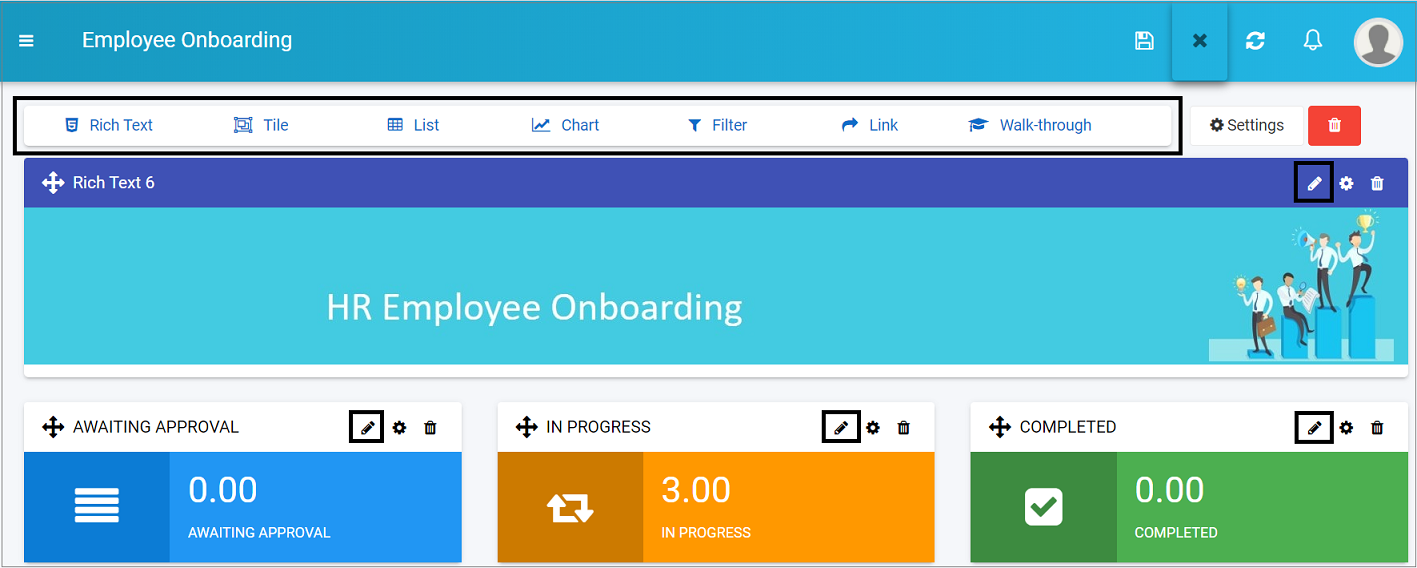 Employee Onboarding
Rich Text Tile List Chart Filter Link Walk-through Settings
Rich Text 6
HR Employee Onboarding
AWAITING APPROVAL IN PROGRESS COMPLETED
0.00 3.00 0.00
AWAITING APPROVAL IN PROGRESS COMPLETED